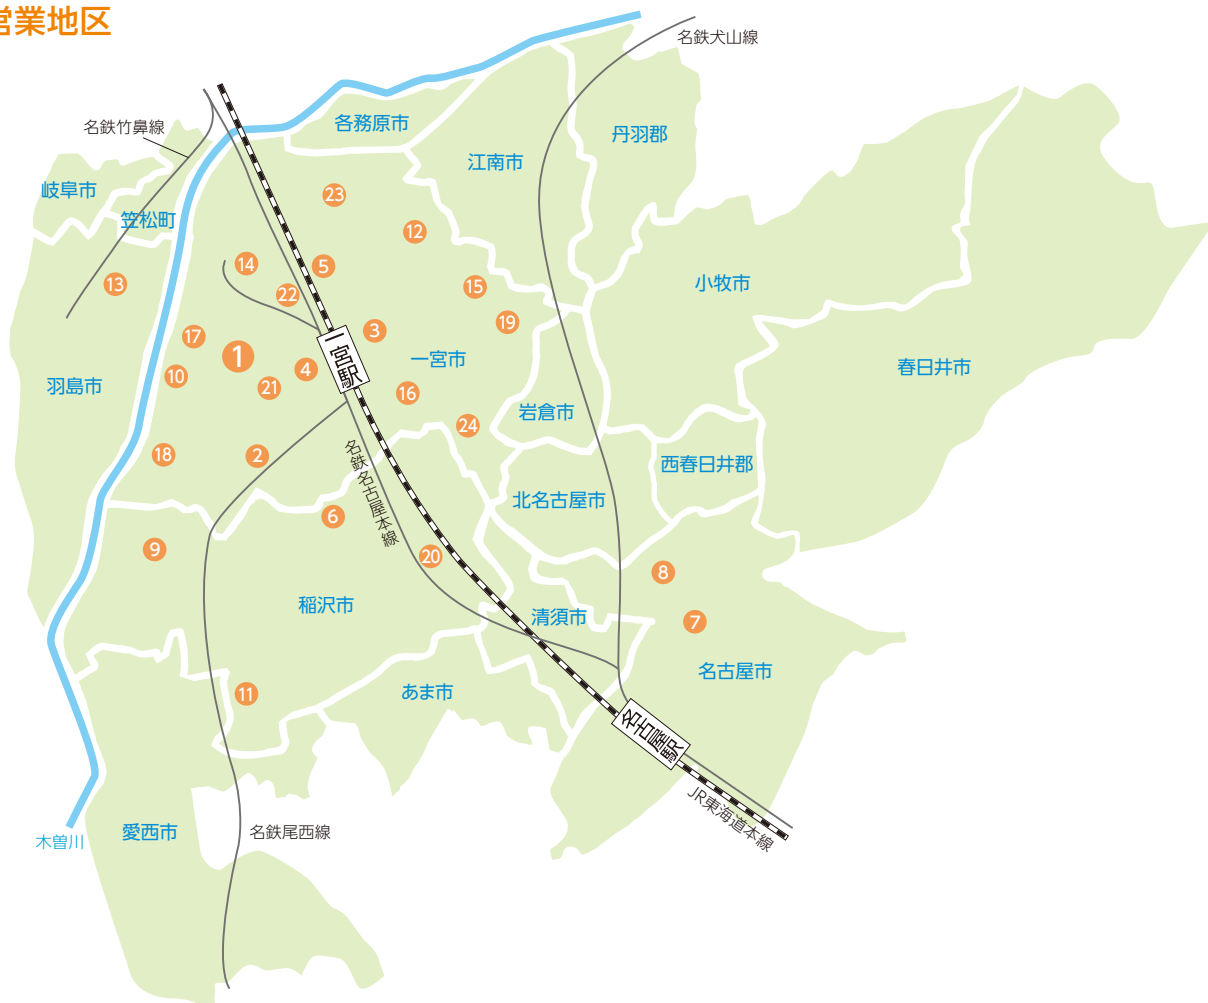 営業地区
名鉄犬山線
名鉄竹鼻線
各務原市
丹羽郡
江南市
岐阜市
笠松町
23
12
14
5
13
22
15
小牧市
19
3
17
1
一宮駅
一宮市
4
10
21
羽島市
16
春日井市
岩倉市
24
18
2
名鉄名古屋本線
西春日井郡
北名古屋市
6
9
20
8
稲沢市
清須市
7
名古屋市
11
あま市
名古屋駅
JR東海道本線
愛西市
名鉄尾西線
木曽川